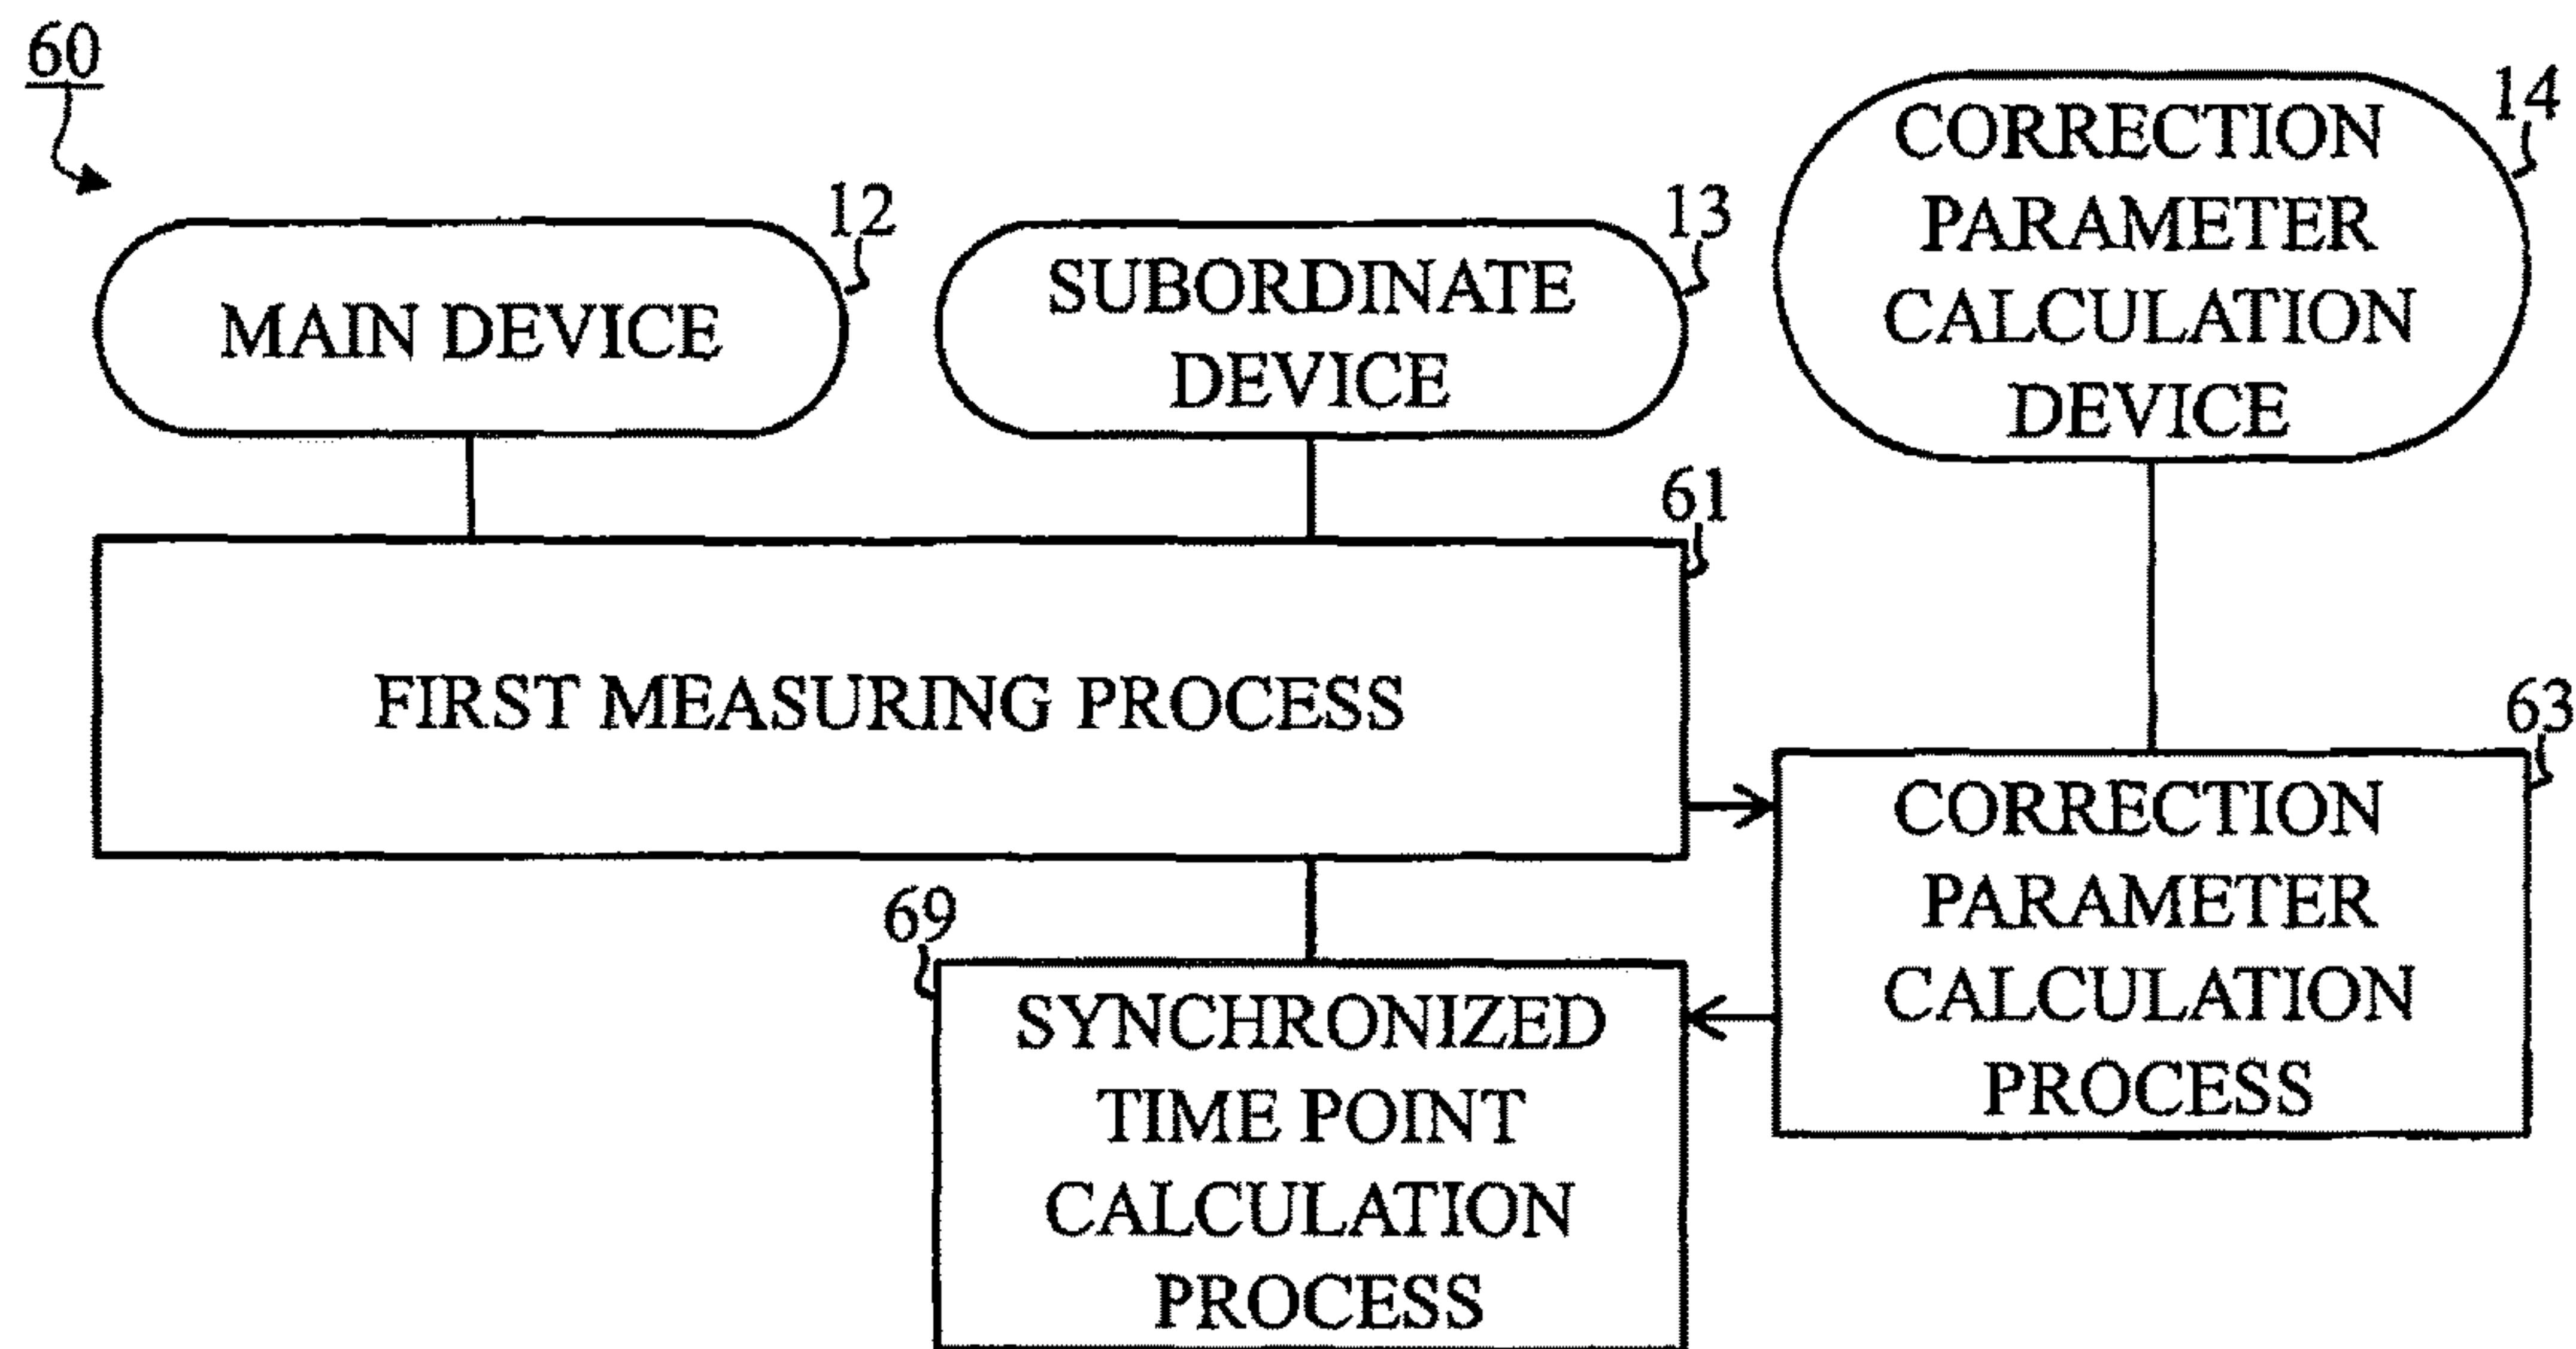 60
12
MAIN DEVICE
13
SUBORDINATE
DEVICE
14
CORRECTION
PARAMETER
CALCULATION
DEVICE
61
FIRST MEASURING PROCESS
63
CORRECTION
PARAMETER
CALCULATION
PROCESS
69
SYNCHRONIZED
TIME POINT
CALCULATION
PROCESS